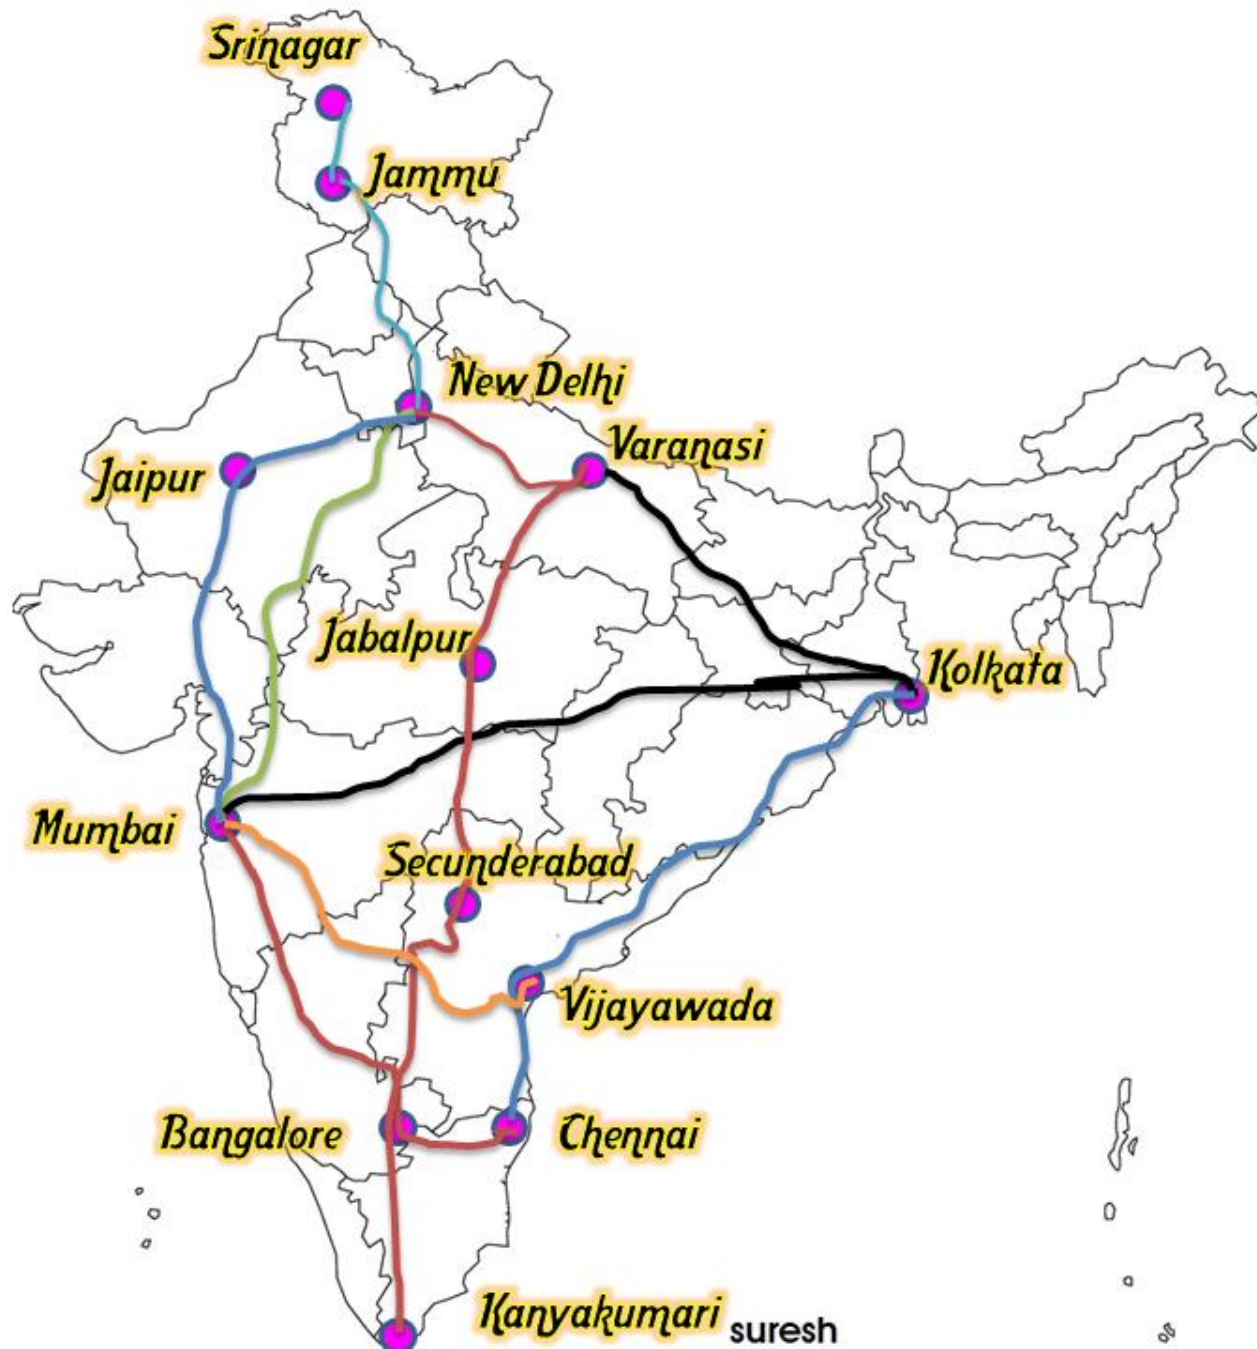 Srinagar
Jammu
New Delhi
Varanasi
Jaipur
Jabalpur
Kolkata
Mumbai
Secunderabad
Vijayawada
Bangalore
Chennai
Kanyakumari
suresh